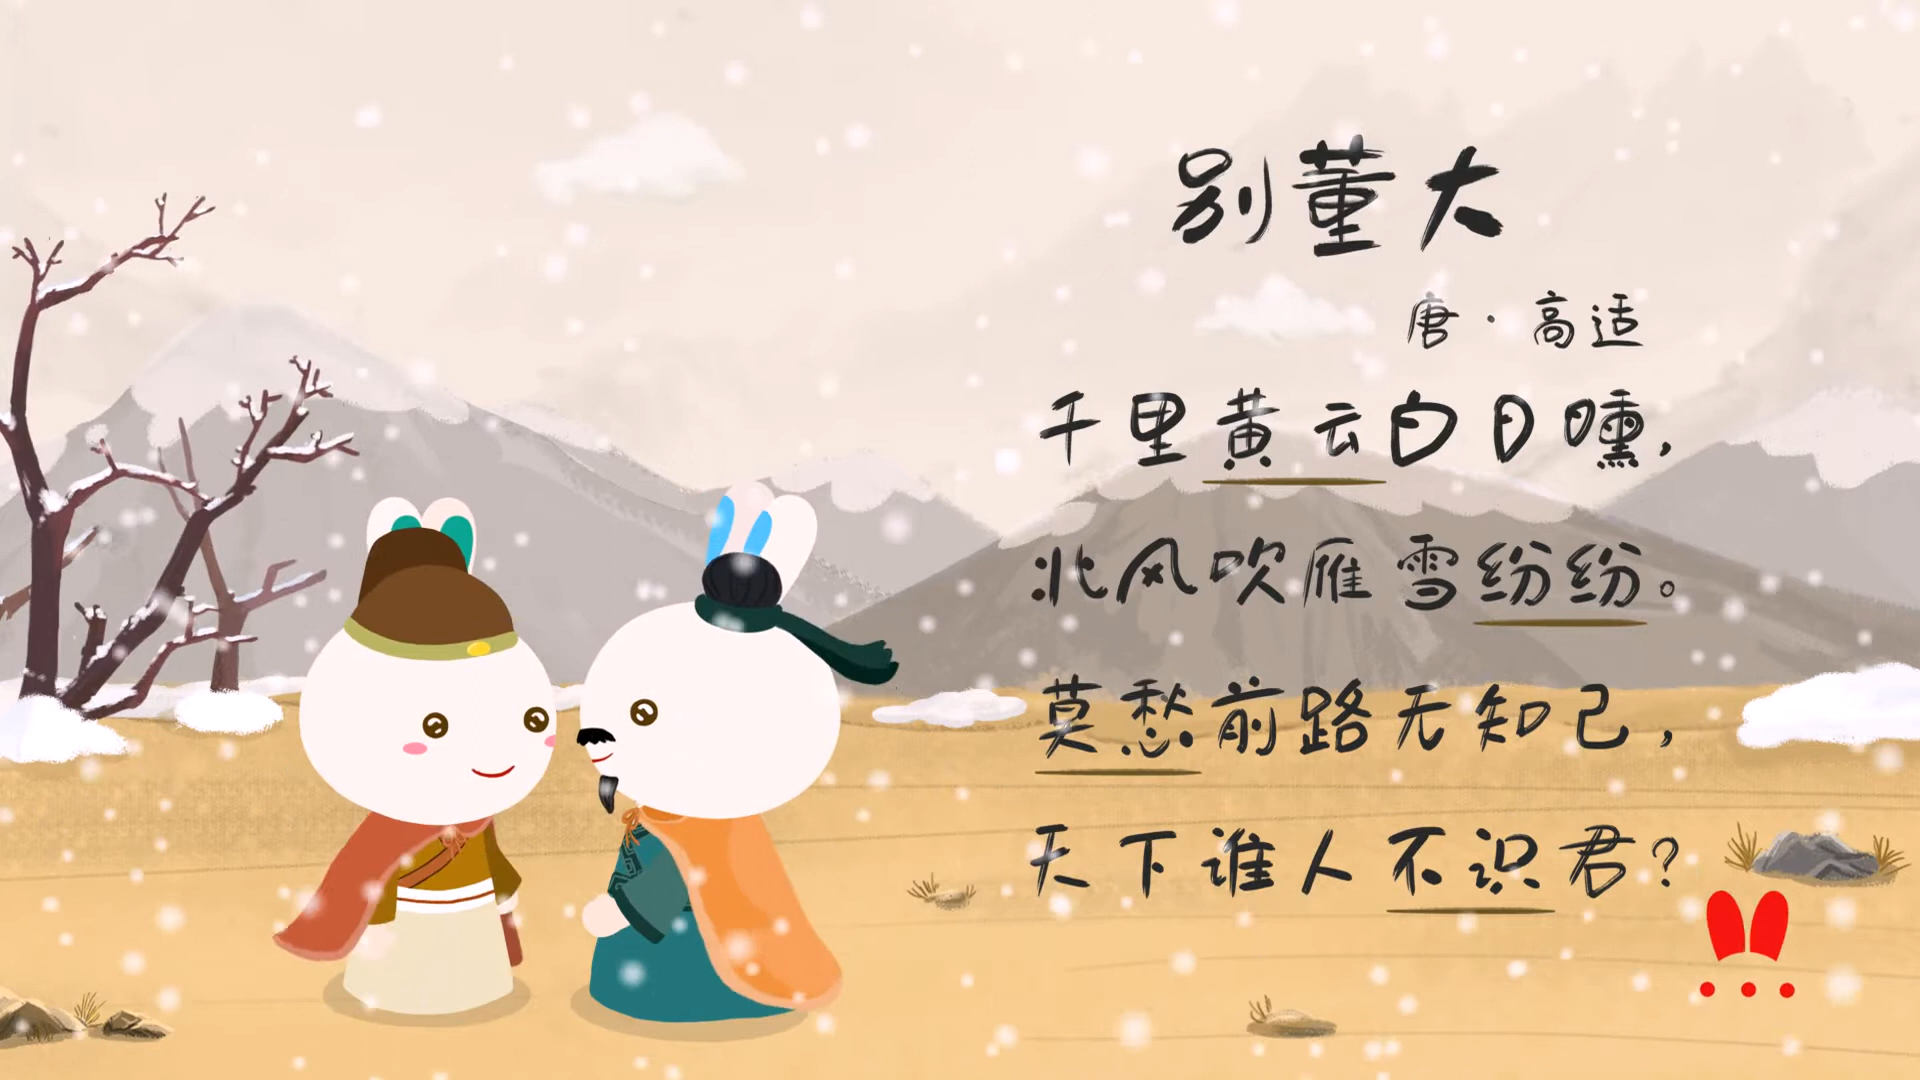 别董大
唐·高适
千里黄云白日曛，
北风吹雁雪纷纷。
莫愁前路无知己，
天下谁人不识君？